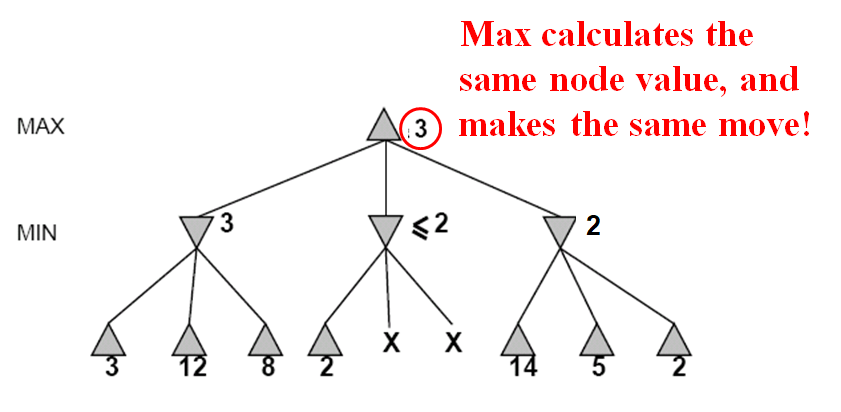 Max calculates the
same node value, and
makes the same move!
MAX
3
MIN
3
≤2
2
3 12 8 2 X X 14 5 2